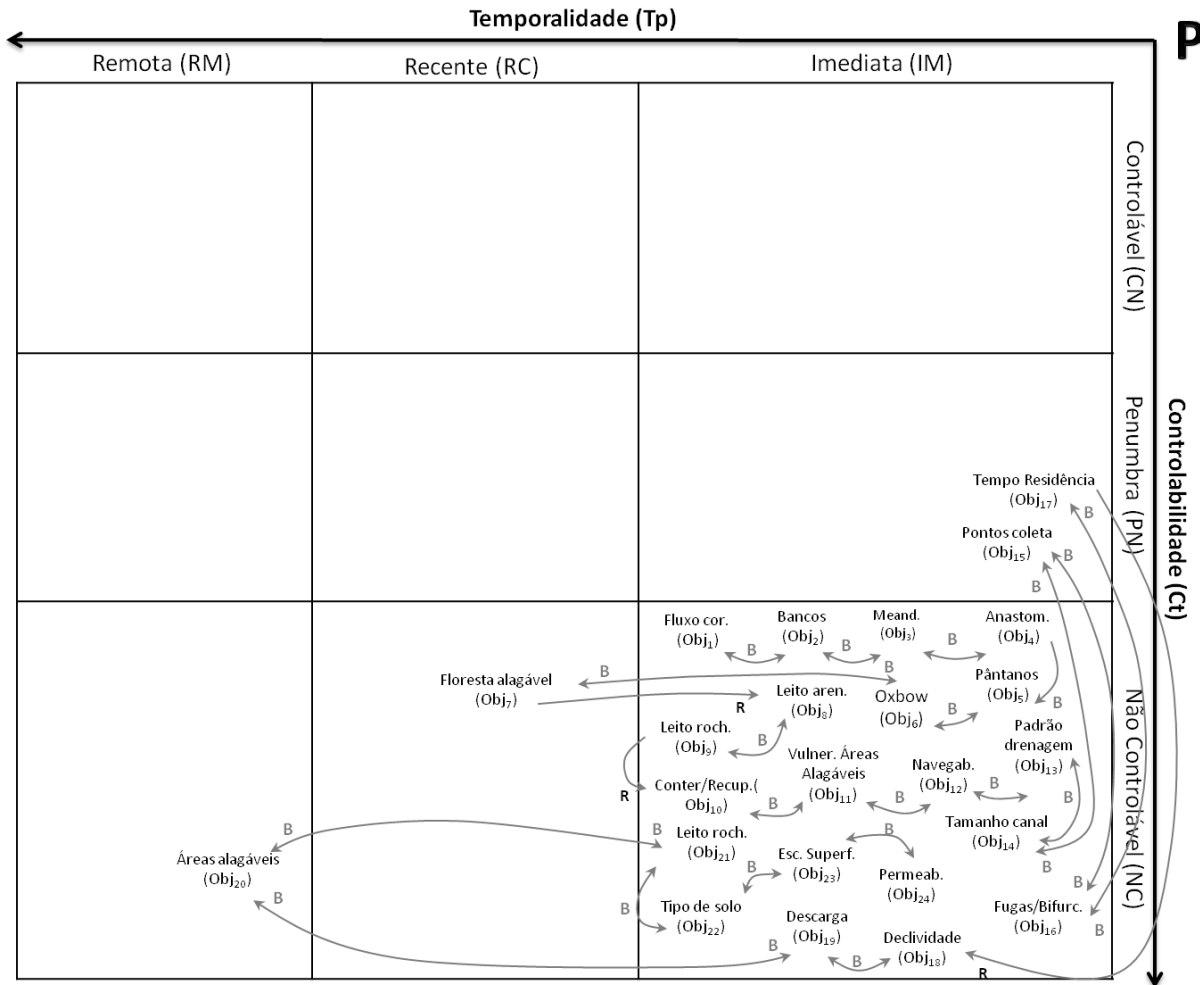 Temporalidade (Tp)
P
Remota (RM)
Recente (RC)
Imediata (IM)
Controlável (CN)
Penumbra (PN)
Controlabilidade (Ct)
Não Controlável (NC)
Tempo Residência
(Obj17)
B
Pontos coleta
(Obj15)
B
B
Fluxo cor.
(Obj1)
B
Bancos
(Obj2)
B
Meand.
(Obj3)
B
Anastom.
(Obj4)
B
B
Floresta alagável
(Obj7)
R
Leito aren.
(Obj8)
Oxbow
(Obj6)
B
Pântanos
(Obj5)
B
Leito roch.
(Obj9)
B
R
Padrão
drenagem
(Obj13)
Vulner. Áreas
Alagáveis
(Obj11)
Navegab.
(Obj12)
B
B
Conter/Recup.(
Obj10)
B
B
Tamanho canal
(Obj14)
B
B
Leito roch.
(Obj21)
B
Áreas alagáveis
(Obj20)
B
B
Esc. Superf.
(Obj23)
B
B
Permeab.
(Obj24)
B
Tipo de solo
(Obj22)
B
Fugas/Bifurc.
(Obj16)
B
Descarga
(Obj19)
B
B
Declividade
(Obj18)
R